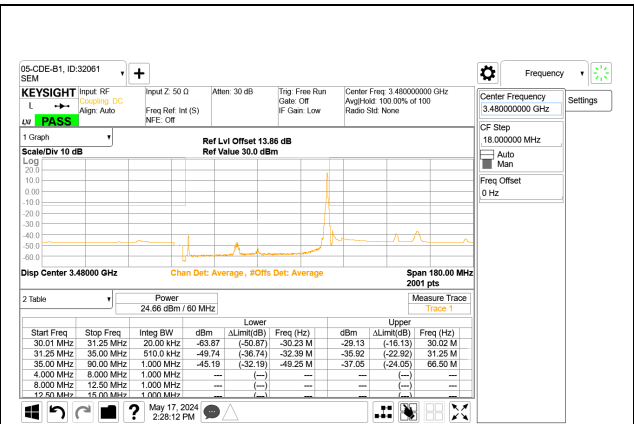 05-CDE-B1, ID:32061
SEM
Frequency
KEYSIGHT
L
PASS
Input: RF
Coupling: DC
Align: Auto
Input Z: 50 Ω
Freq Ref: Int (S)
NFE: Off
Atten: 30 dB
Trig: Free Run
Gate: Off
IF Gain: Low
Center Freq: 3.480000000 GHz
Avg|Hold: 100.00% of 100
Radio Std: None
Center Frequency
3.480000000 GHz
Settings
CF Step
18.000000 MHz
Auto
Man
Freq Offset
0 Hz
1 Graph
Scale/Div 10 dB
Ref Lvl Offset 13.86 dB
Ref Value 30.0 dBm
Log
20.0
10.0
0.00
-10.0
-20.0
-30.0
-40.0
-50.0
-60.0
Disp Center 3.48000 GHz
Chan Det: Average, #Offs Det: Average
Span 180.00 MHz
2001 pts
2 Table
Power
24.66 dBm / 60 MHz
Measure Trace
Trace 1
Lower Upper
Start Freq Stop Freq Integ BW dBm ΔLimit(dB) Freq (Hz) dBm ΔLimit(dB) Freq (Hz)
30.01 MHz 31.25 MHz 20.00 kHz -63.87 (-50.87) -30.23 M -29.13 (-16.13) 30.02 M
31.25 MHz 35.00 MHz 510.0 kHz -49.74 (-36.74) -32.39 M -35.92 (-22.92) 31.25 M
35.00 MHz 90.00 MHz 1.000 MHz -45.19 (-32.19) -49.25 M -37.05 (-24.05) 66.50 M
4.000 MHz 8.000 MHz 1.000 MHz --- (---) --- --- (---) ---
8.000 MHz 12.50 MHz 1.000 MHz --- (---) --- --- (---) ---
12.50 MHz 15.00 MHz 1.000 MHz --- (---) --- --- (---) ---
May 17, 2024
2:28:12 PM